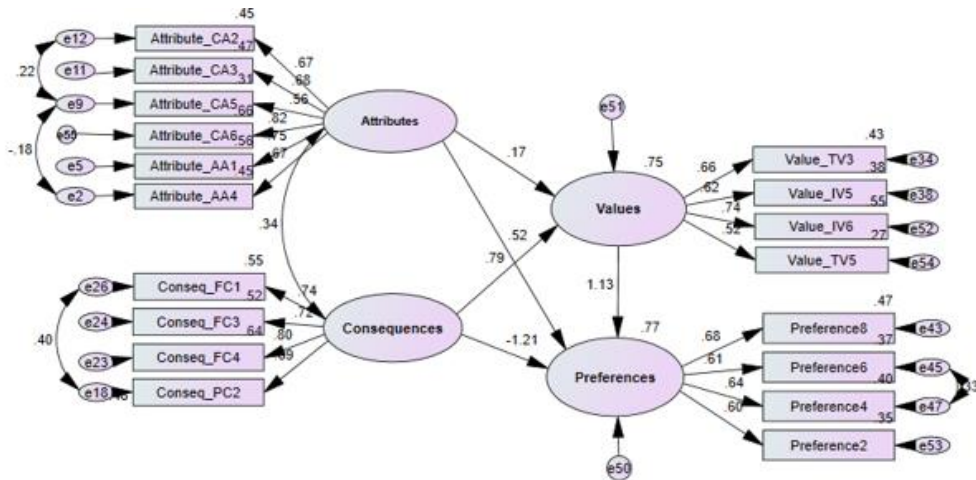 .45
e12 Attribute_CA2
.47 .67
e11 Attribute_CA3 .68
.22 .31
e9 Attribute_CA5 .56
.66 .82
Attribute_CA6 .75
-.18 .56
e5 Attribute_AA1 .67
.45
e2 Attribute_AA4
Attributes
.34
.17
.52
.79
-1.21
1.13
e51
.75
Values
.43
.66 Value_TV3 e34
.38
.62 Value_IV5 e38
.55
.74 Value_IV6 e52
.27
.52 Value_TV5 e54
.55
e26 Conseq_FC1 .74
.52
e24 Conseq_FC3 .72
.40 .64
e23 Conseq_FC4 .80
e18 Conseq_PC2
Consequences
.77
Preferences
e50
.47
.68 Preference8 e43
.37
.61 Preference6 e45
.40
.64 Preference4 e47
.35
.60 Preference2 e53